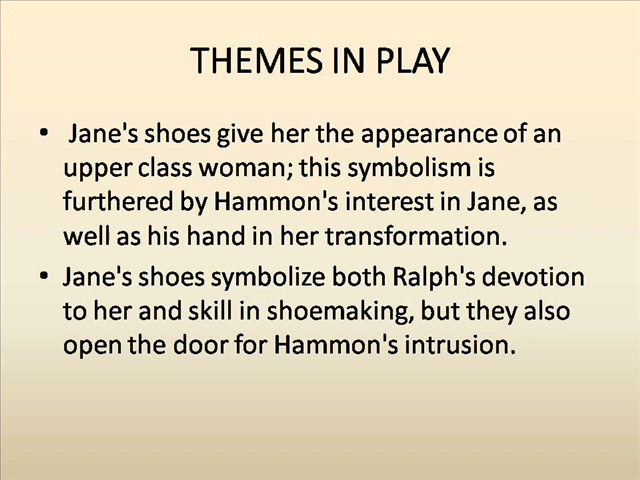 THEMES IN PLAY
• Jane's shoes give her the appearance of an
upper class woman; this symbolism is
furthered by Hammon's interest in Jane, as
well as his hand in her transformation.
• Jane's shoes symbolize both Ralph's devotion
to her and skill in shoemaking, but they also
open the door for Hammon's intrusion.